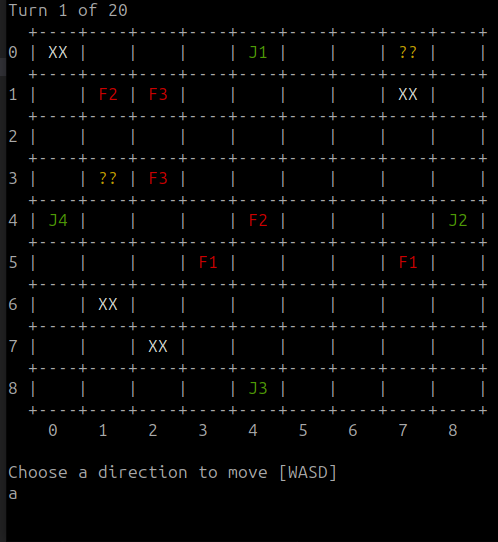 Turn 1 of 20
+----+----+----+----+----+----+----+----+----+
0 | XX |    |    |    | J1 |    |    | ?? |    |
+----+----+----+----+----+----+----+----+----+
1 |    | F2 | F3 |    |    |    |    | XX |    |
+----+----+----+----+----+----+----+----+----+
2 |    |    |    |    |    |    |    |    |    |
+----+----+----+----+----+----+----+----+----+
3 |    | ?? | F3 |    |    |    |    |    |    |
+----+----+----+----+----+----+----+----+----+
4 | J4 |    |    |    | F2 |    |    |    | J2 |
+----+----+----+----+----+----+----+----+----+
5 |    |    |    | F1 |    |    |    | F1 |    |
+----+----+----+----+----+----+----+----+----+
6 |    | XX |    |    |    |    |    |    |    |
+----+----+----+----+----+----+----+----+----+
7 |    |    | XX |    |    |    |    |    |    |
+----+----+----+----+----+----+----+----+----+
8 |    |    |    |    | J3 |    |    |    |    |
+----+----+----+----+----+----+----+----+----+
0 1 2 3 4 5 6 7 8
Choose a direction to move [WASD]
a